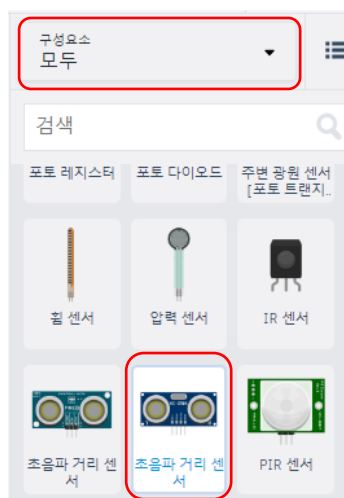 구성요소
모두
검색
포토 레지스터
포토 다이오드
주변 광원 센서
[포토 트랜지..
휨 센서
압력 센서
IR 센서
초음파 거리 센
서
초음파 거리 센
서
PIR 센서